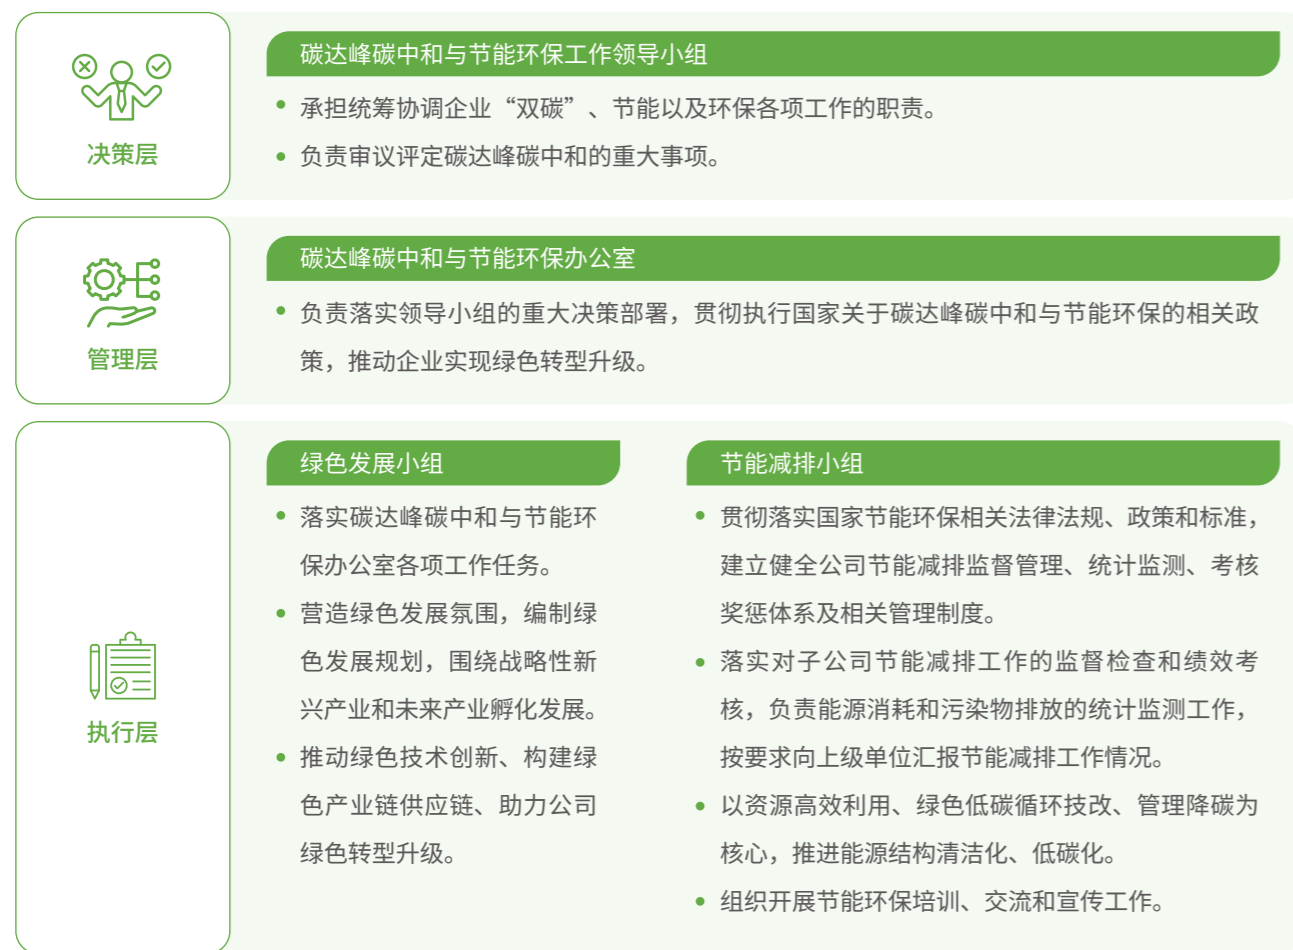 决策层
碳达峰碳中和与节能环保工作领导小组
承担统筹协调企业“双碳”、节能以及环保各项工作的职责。
负责审议评定碳达峰碳中和的重大事项。
管理层
碳达峰碳中和与节能环保办公室
负责落实领导小组的重大决策部署，贯彻执行国家关于碳达峰碳中和与节能环保的相关政
策，推动企业实现绿色转型升级。
执行层
绿色发展小组
落实碳达峰碳中和与节能环
保办公室各项工作任务。
营造绿色发展氛围，编制绿
色发展规划，围绕战略性新
兴产业和未来产业孵化发展。
推动绿色技术创新、构建绿
色产业链供应链、助力公司
绿色转型升级。
节能减排小组
贯彻落实国家节能环保相关法律法规、政策和标准，
建立健全公司节能减排监督管理、统计监测、考核
奖惩体系及相关管理制度。
落实对子公司节能减排工作的监督检查和绩效考
核，负责能源消耗和污染物排放的统计监测工作，
按要求向上级单位汇报节能减排工作情况。
以资源高效利用、绿色低碳循环技改、管理降碳为
核心，推进能源结构清洁化、低碳化。
组织开展节能环保培训、交流和宣传工作。